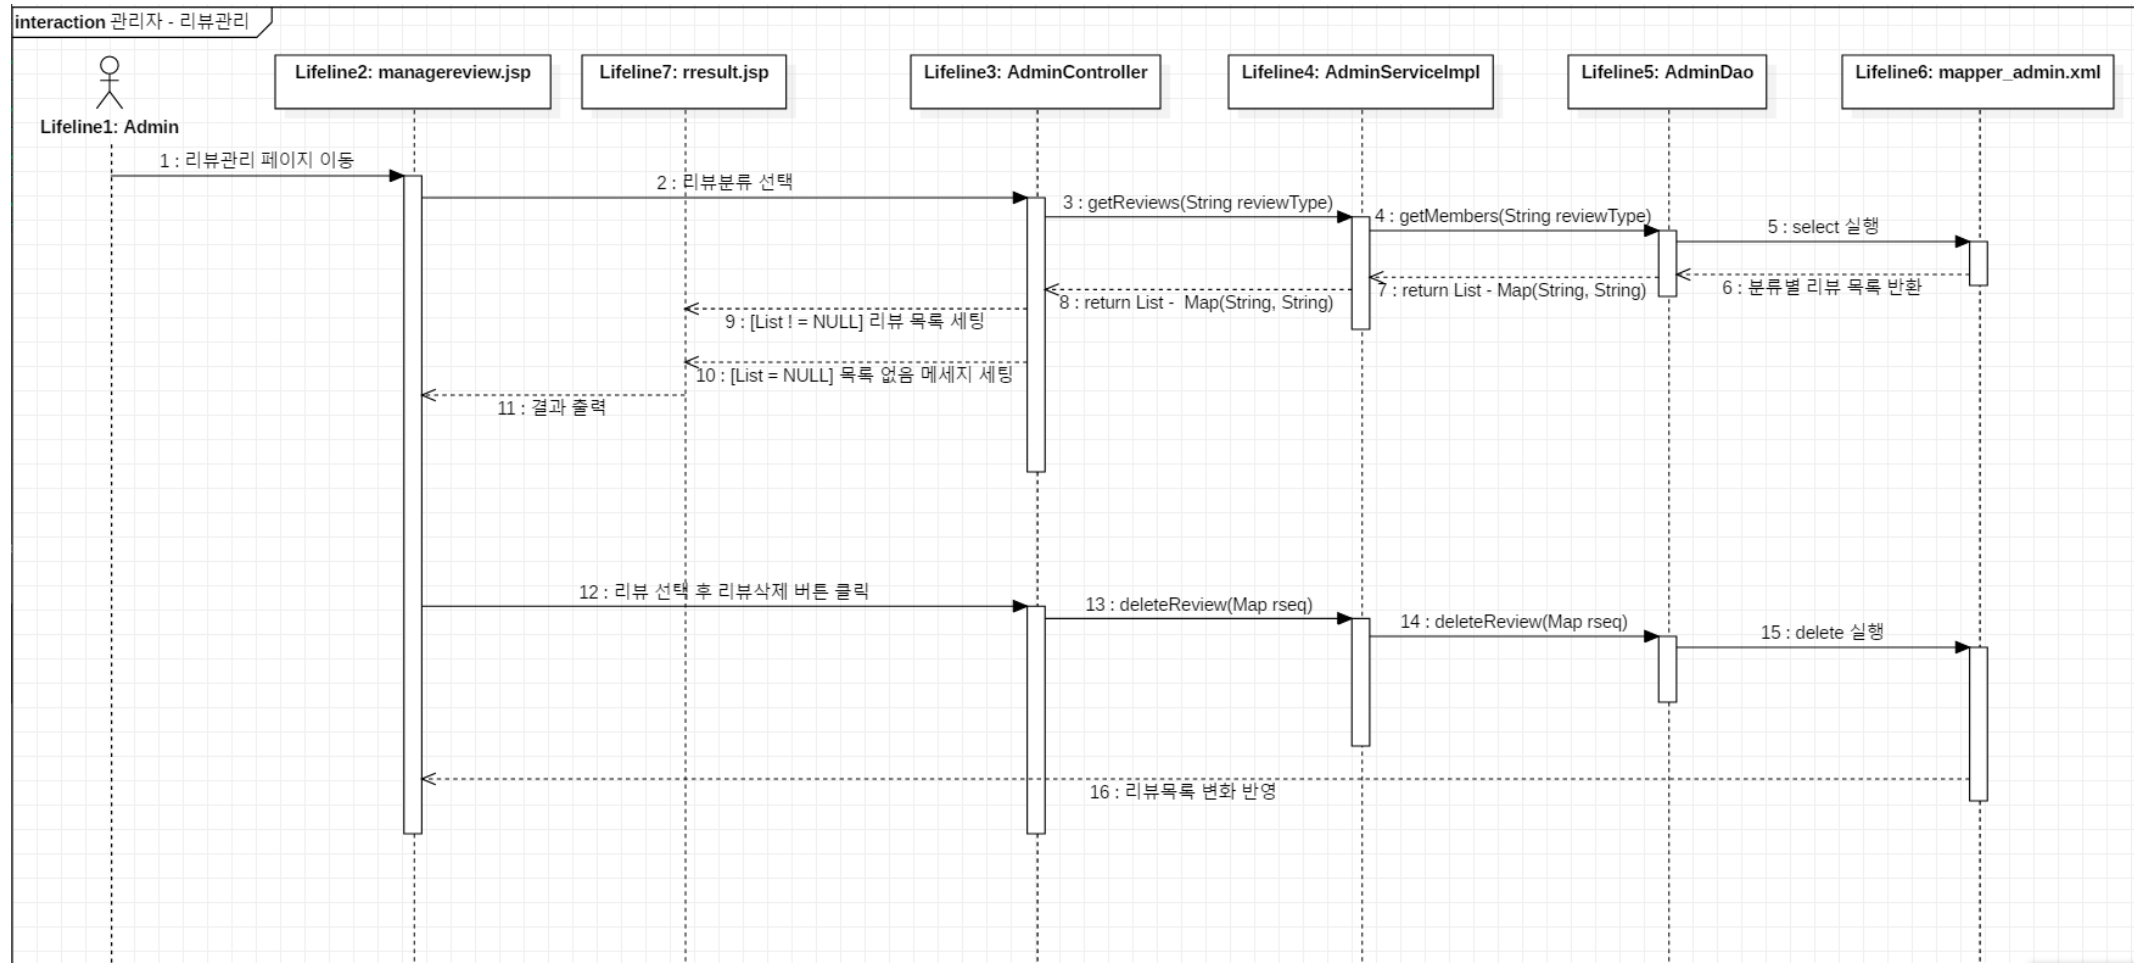 interaction 관리자 - 리뷰관리
Lifeline1: Admin
Lifeline2: managereview.jsp
Lifeline7: rresult.jsp
Lifeline3: AdminController
Lifeline4: AdminServiceImpl
Lifeline5: AdminDao
Lifeline6: mapper_admin.xml
1 : 리뷰관리 페이지 이동
2 : 리뷰분류 선택
3 : getReviews(String reviewType)
4 : getMembers(String reviewType)
5 : select 실행
6 : 분류별 리뷰 목록 반환
7 : return List - Map(String, String)
8 : return List -  Map(String, String)
9 : [List ! = NULL] 리뷰 목록 세팅
10 : [List = NULL] 목록 없음 메세지 세팅
11 : 결과 출력
12 : 리뷰 선택 후 리뷰삭제 버튼 클릭
13 : deleteReview(Map rseq)
14 : deleteReview(Map rseq)
15 : delete 실행
16 : 리뷰목록 변화 반영